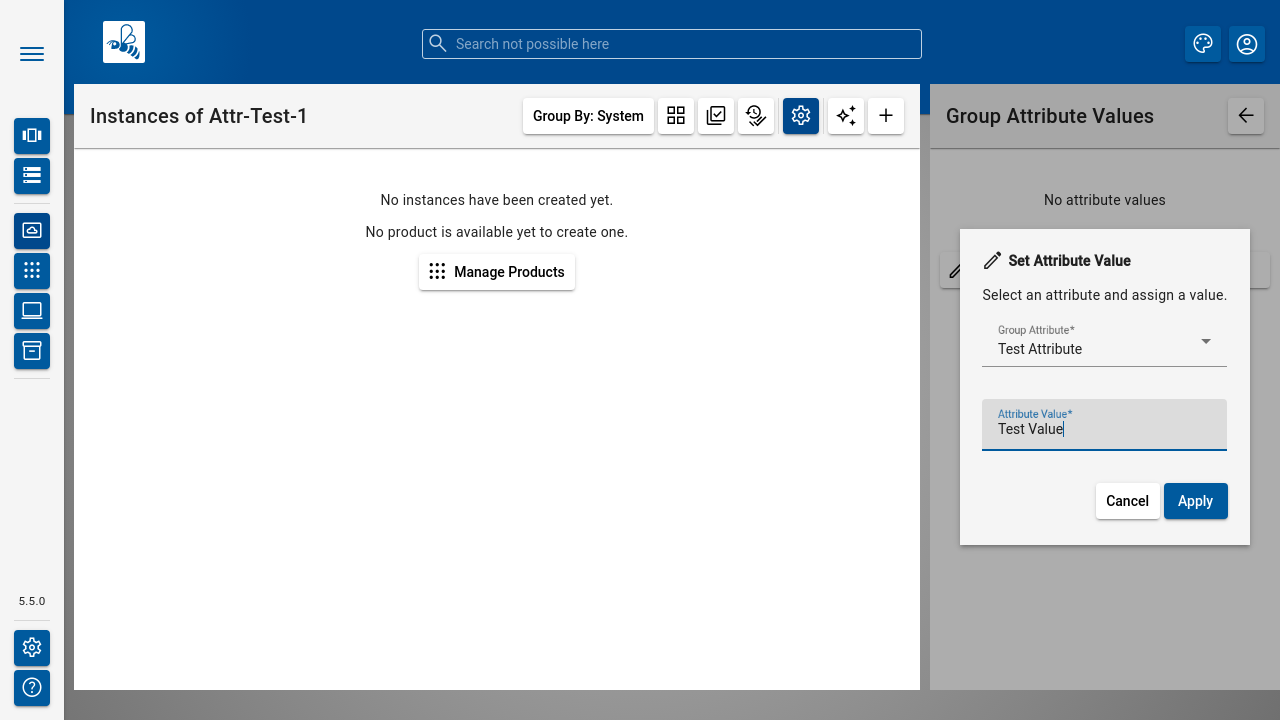 Search not possible here
Instances of Attr-Test-1
Group By: System
Group Attribute Values
No instances have been created yet.
No product is available yet to create one.
Manage Products
No attribute values
Set Attribute Value
Select an attribute and assign a value.
Group Attribute*
Test Attribute
Attribute Value*
Test Value
Cancel
Apply
5.5.0